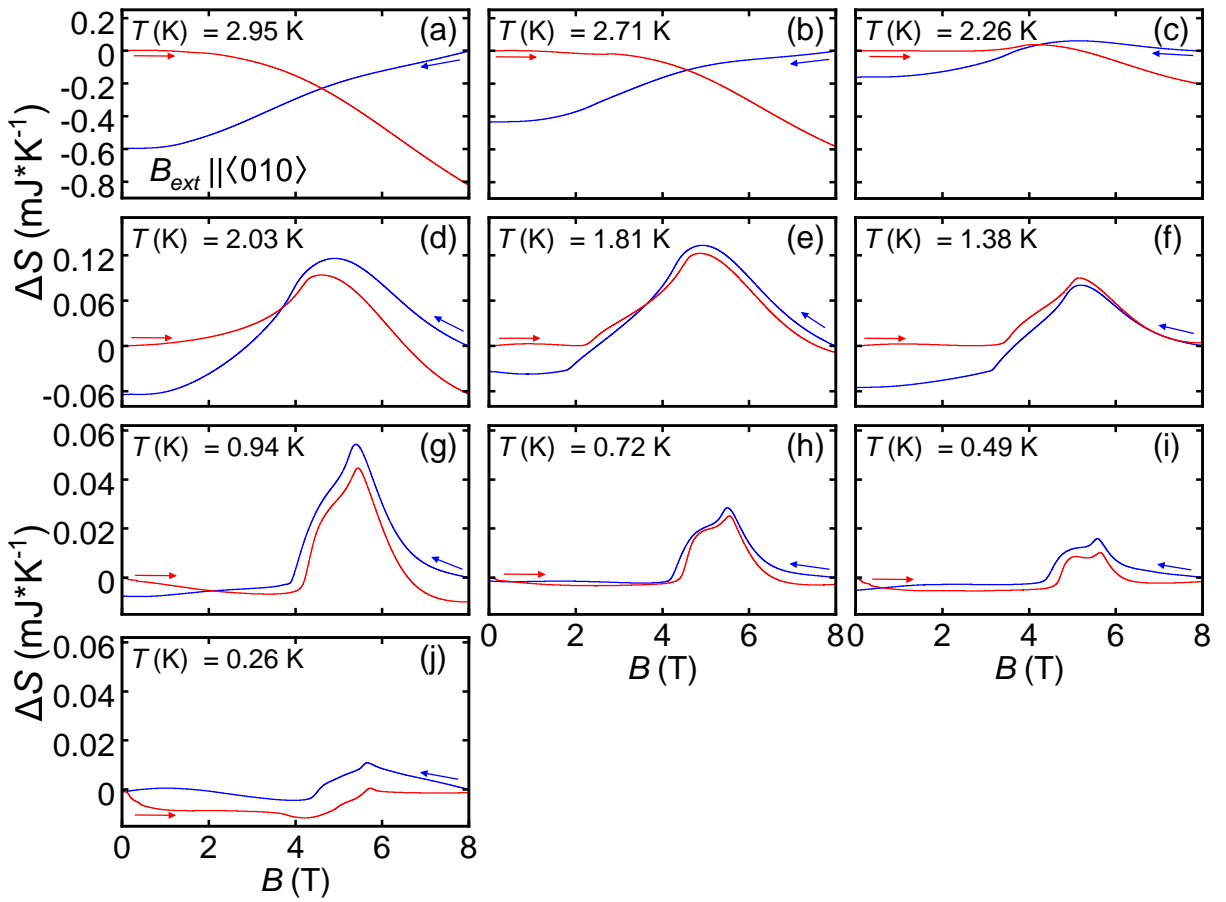 T (K) = 2.95 K (a)
T (K) = 2.71 K (b)
T (K) = 2.26 K (c)
0.2
0
-0.2
-0.4
-0.6
-0.8
B_ext || ⟨010⟩
ΔS (mJ*K⁻¹)
T (K) = 2.03 K (d)
T (K) = 1.81 K (e)
T (K) = 1.38 K (f)
0.12
0.06
0
-0.06
T (K) = 0.94 K (g)
T (K) = 0.72 K (h)
T (K) = 0.49 K (i)
0.06
0.04
0.02
0
0 2 4 6 8
0 2 4 6 8
B (T)
B (T)
ΔS (mJ*K⁻¹)
T (K) = 0.26 K (j)
0.06
0.04
0.02
0
0 2 4 6 8
B (T)